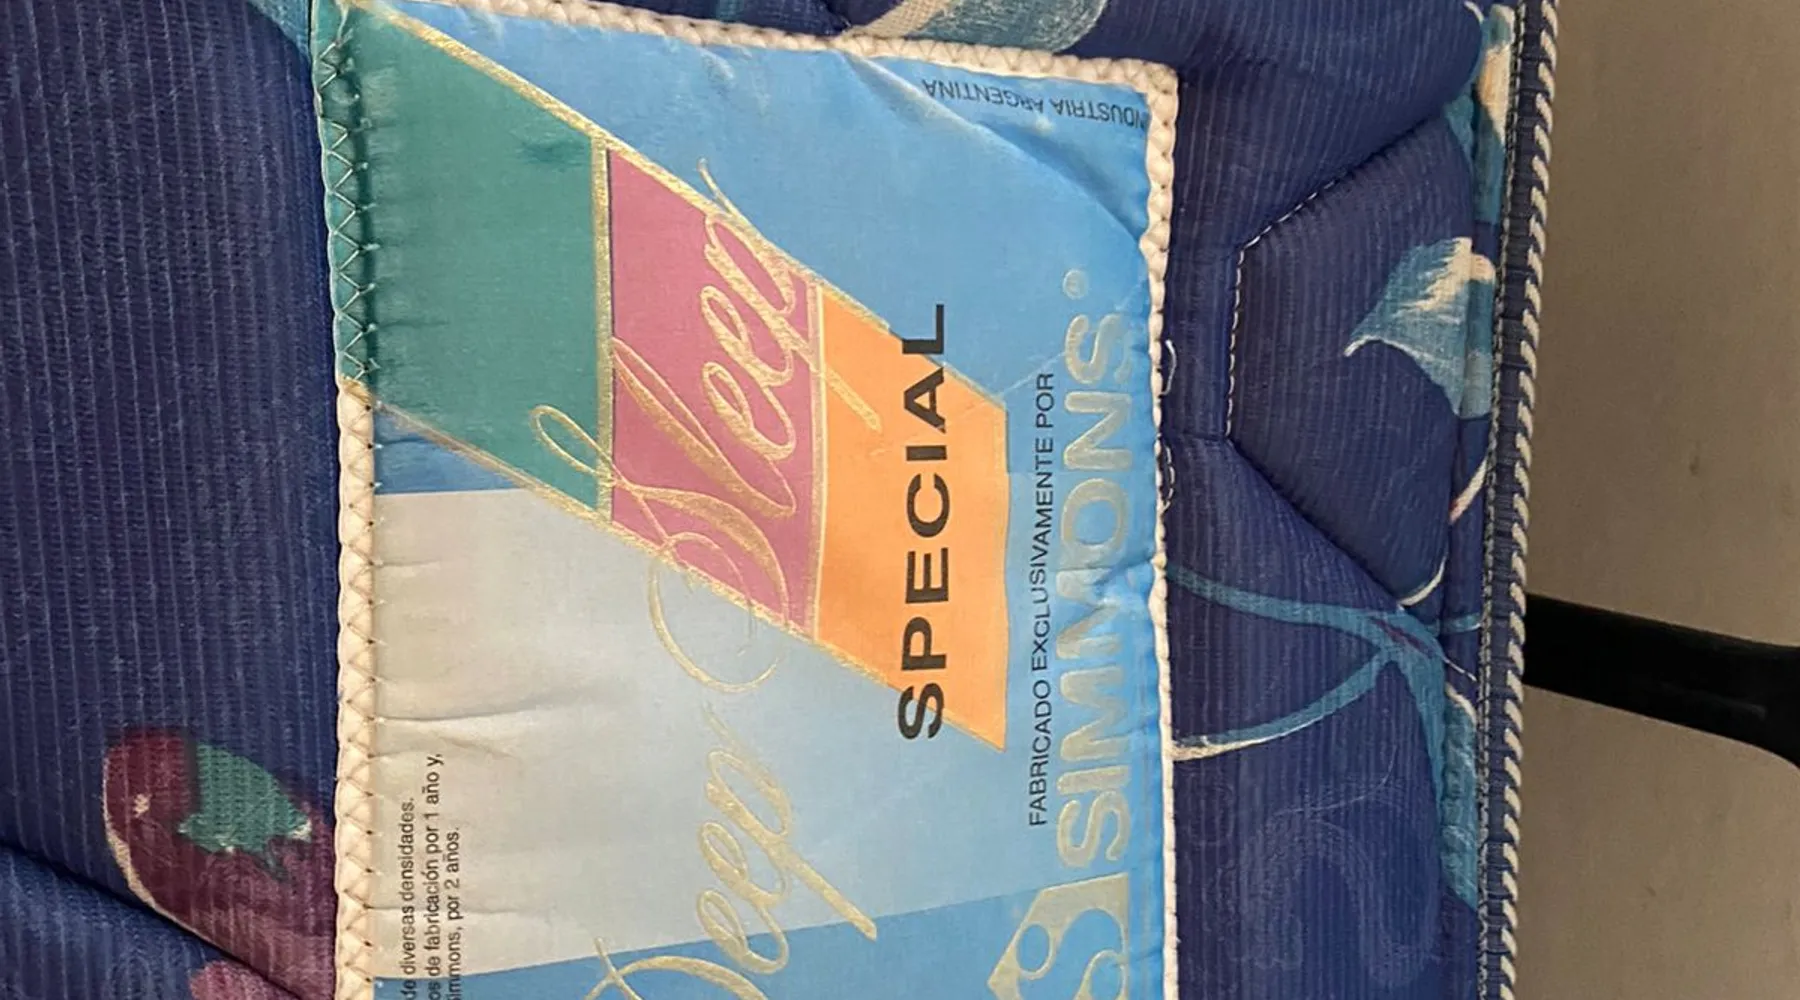 Deep Sleep
SPECIAL
FABRICADO EXCLUSIVAMENTE POR
SIMMONS®
INDUSTRIA ARGENTINA
de diversas densidades.
de fabricación por 1 año y,
Simmons, por 2 años.